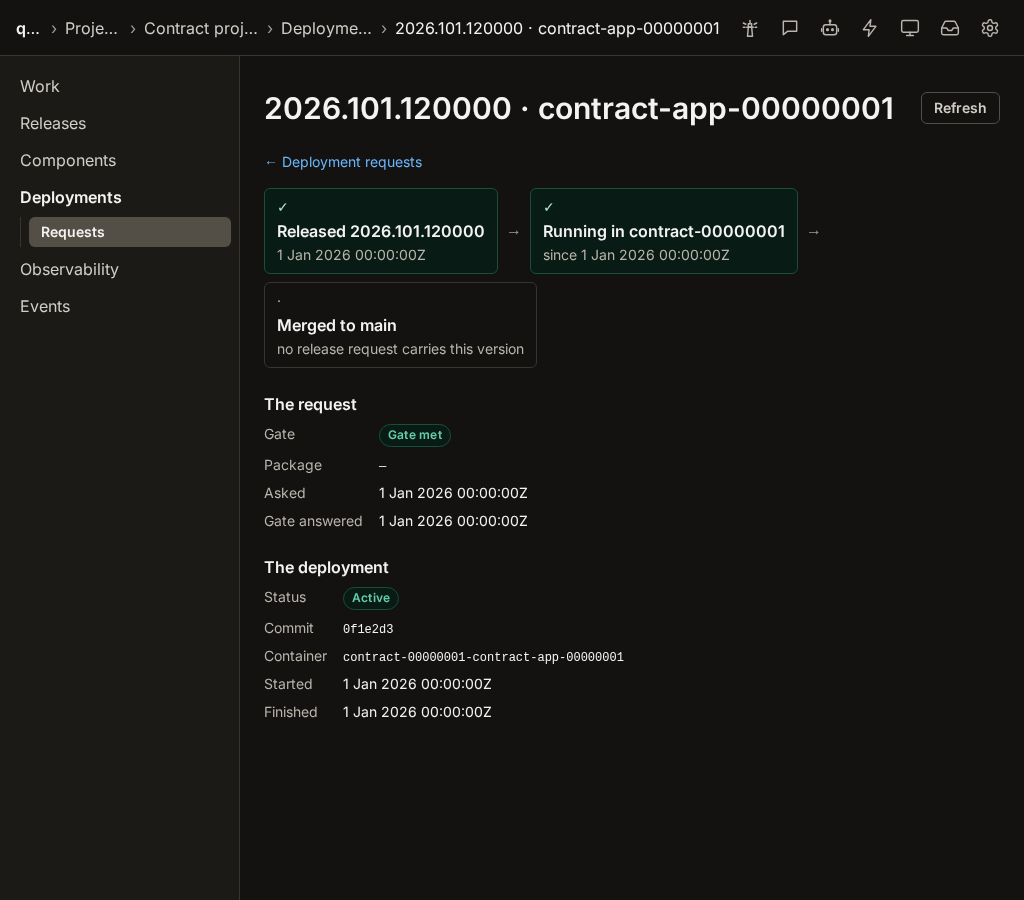 q... › Proje... › Contract proj... › Deployme... › 2026.101.120000 · contract-app-00000001
Work
Releases
Components
Deployments
Requests
Observability
Events
2026.101.120000 · contract-app-00000001
Refresh
← Deployment requests
✓
Released 2026.101.120000
1 Jan 2026 00:00:00Z
→
✓
Running in contract-00000001
since 1 Jan 2026 00:00:00Z
→
·
Merged to main
no release request carries this version
The request
Gate Gate met
Package –
Asked 1 Jan 2026 00:00:00Z
Gate answered 1 Jan 2026 00:00:00Z
The deployment
Status Active
Commit 0f1e2d3
Container contract-00000001-contract-app-00000001
Started 1 Jan 2026 00:00:00Z
Finished 1 Jan 2026 00:00:00Z